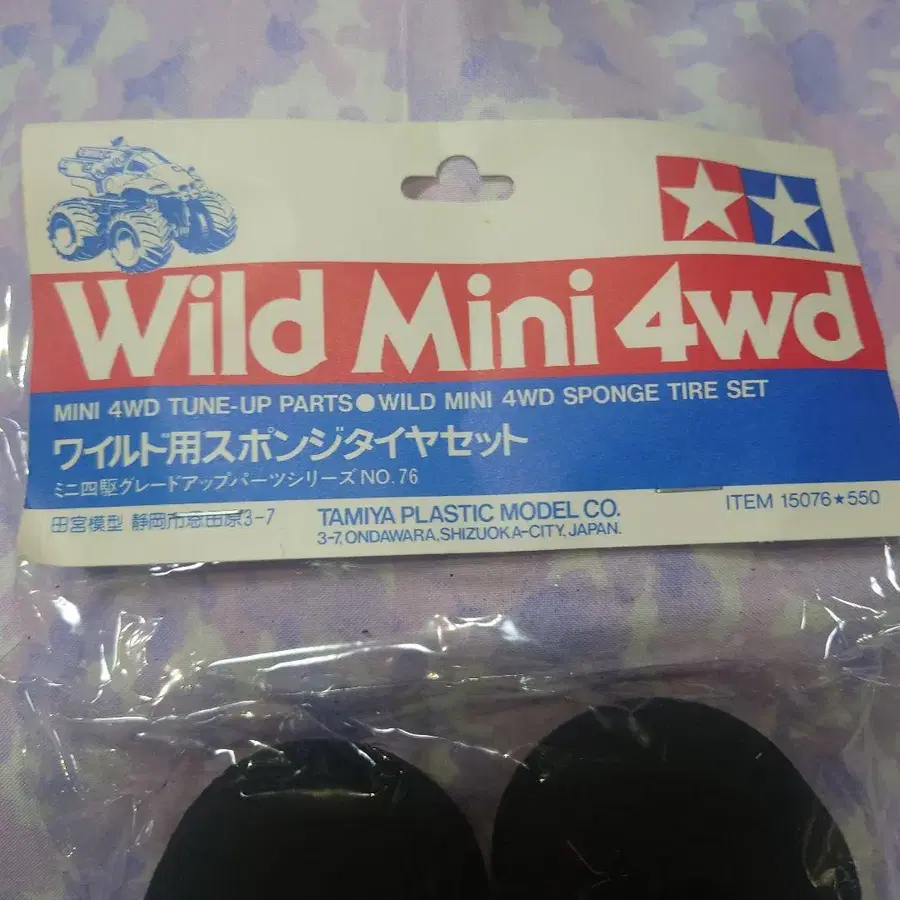 Wild Mini 4wd
MINI 4WD TUNE-UP PARTS●WILD MINI 4WD SPONGE TIRE SET
ワイルド用スポンジタイヤセット
ミニ四駆グレードアップパーツシリーズ NO.76
田宮模型 静岡市恩田原3-7
TAMIYA PLASTIC MODEL CO.
3-7, ONDAWARA, SHIZUOKA-CITY, JAPAN.
ITEM 15076★550